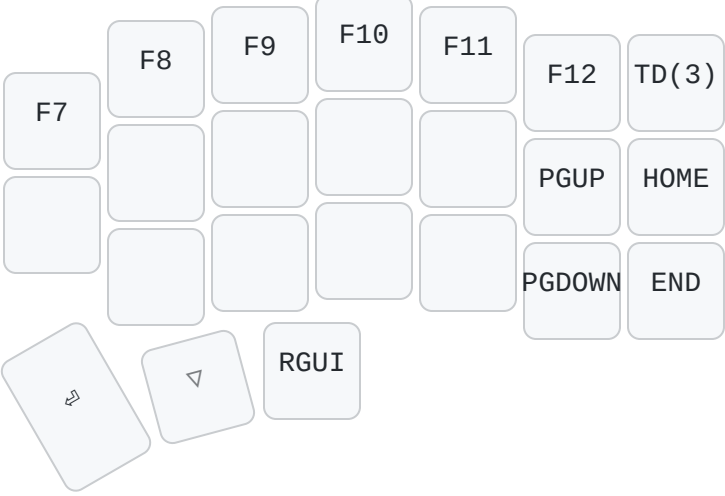 F7
F8
F9
F10
F11
F12
TD(3)
PGUP
HOME
PGDOWN
END
⮰
▽
RGUI